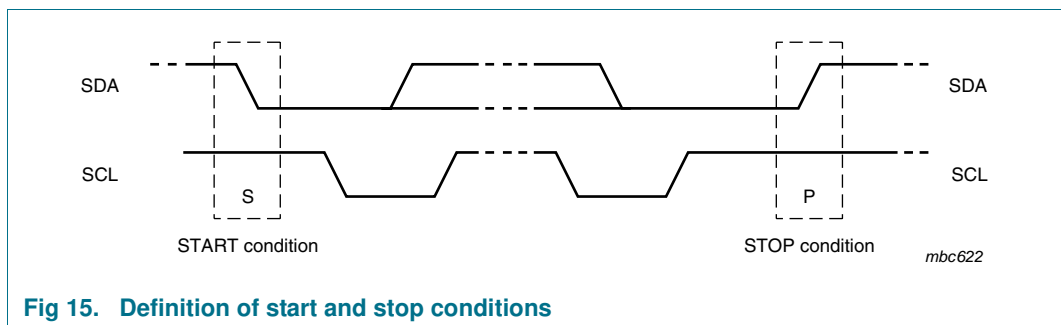 SDA
SDA
SCL
SCL
S
P
START condition
STOP condition
mbc622
Fig 15. Definition of start and stop conditions